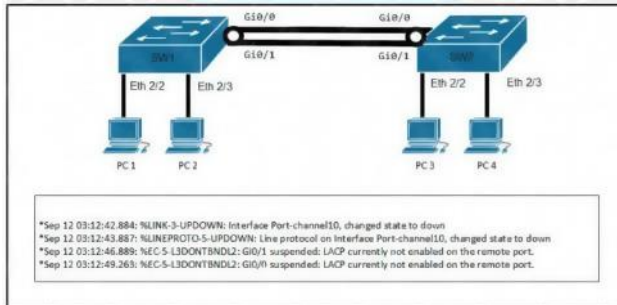 Gi0/0
Gi0/0
SW1
SW2
Gi0/1
Gi0/1
Eth 2/2
Eth 2/3
Eth 2/2
Eth 2/3
PC 1
PC 2
PC 3
PC 4
*Sep 12 03:12:42.884: %LINK-3-UPDOWN: Interface Port-channel10, changed state to down
*Sep 12 03:12:43.887: %LINEPROTO-5-UPDOWN: Line protocol on Interface Port-channel10, changed state to down
*Sep 12 03:12:46.889: %EC-5-L3DONTBNDL2: Gi0/1 suspended: LACP currently not enabled on the remote port.
*Sep 12 03:12:49.263: %EC-5-L3DONTBNDL2: Gi0/0 suspended: LACP currently not enabled on the remote port.